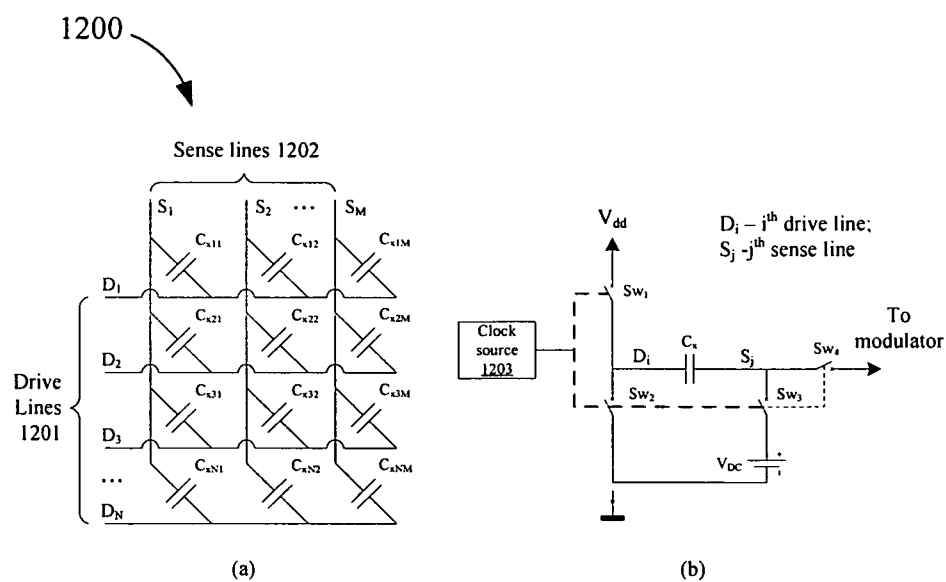 1200
Sense lines 1202
S1 S2 ... SM
Cx11 Cx12 Cx1M
D1
Cx21 Cx22 Cx2M
D2
Cx31 Cx32 Cx3M
D3
CxN1 CxN2 CxNM
...
DN
Drive
Lines
1201
(a)
Vdd
Di – ith drive line;
Sj -jth sense line
Sw1
Clock
source
1203
Di Cx Sj
Sw4
To
modulator
Sw2
Sw3
VDC
+
-
(b)